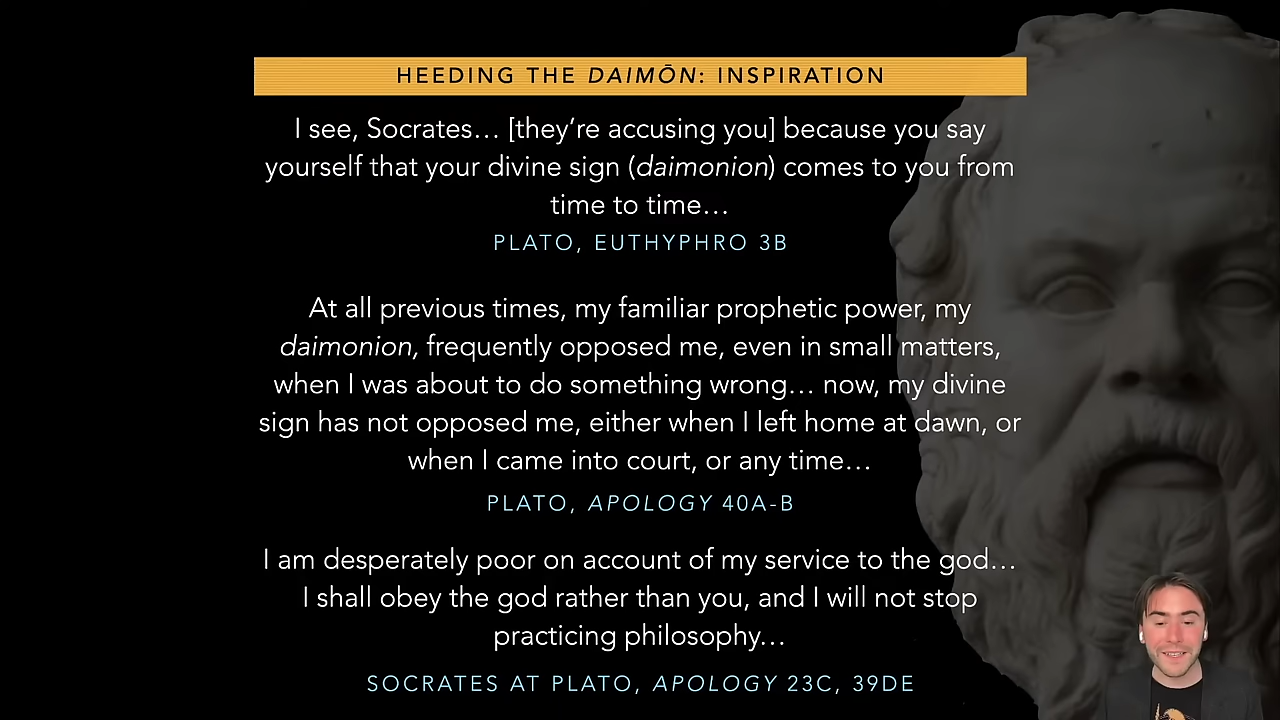 HEEDING THE DAIMŌN: INSPIRATION
I see, Socrates… [they’re accusing you] because you say
yourself that your divine sign (daimonion) comes to you from
time to time…
PLATO, EUTHYPHRO 3B
At all previous times, my familiar prophetic power, my
daimonion, frequently opposed me, even in small matters,
when I was about to do something wrong… now, my divine
sign has not opposed me, either when I left home at dawn, or
when I came into court, or any time…
PLATO, APOLOGY 40A-B
I am desperately poor on account of my service to the god…
I shall obey the god rather than you, and I will not stop
practicing philosophy…
SOCRATES AT PLATO, APOLOGY 23C, 39DE